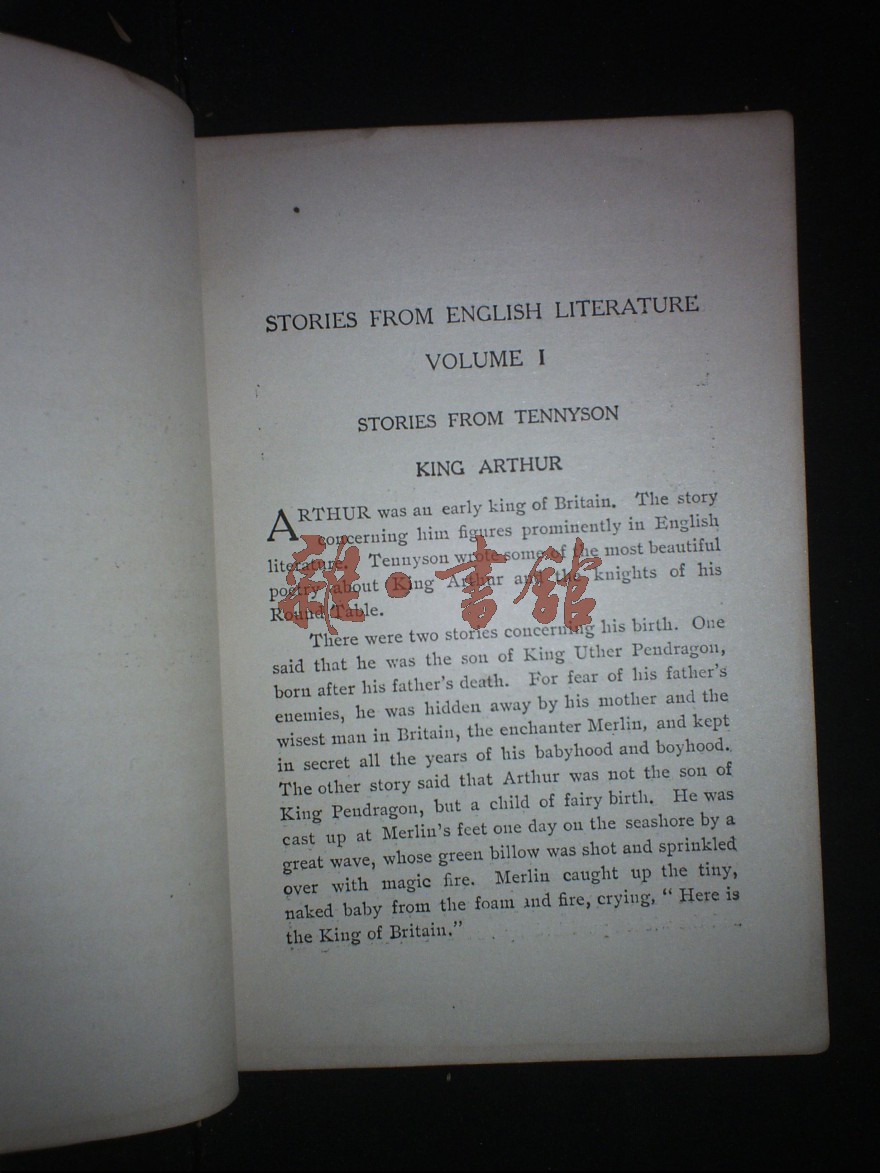 STORIES FROM ENGLISH LITERATURE
VOLUME I
STORIES FROM TENNYSON
KING ARTHUR
ARTHUR was an early king of Britain. The story
concerning him figures prominently in English
literature. Tennyson wrote some of the most beautiful
poetry about King Arthur and the knights of his
Round Table.
There were two stories concerning his birth. One
said that he was the son of King Uther Pendragon,
born after his father's death. For fear of his father's
enemies, he was hidden away by his mother and the
wisest man in Britain, the enchanter Merlin, and kept
in secret all the years of his babyhood and boyhood.
The other story said that Arthur was not the son of
King Pendragon, but a child of fairy birth. He was
cast up at Merlin's feet one day on the seashore by a
great wave, whose green billow was shot and sprinkled
over with magic fire. Merlin caught up the tiny,
naked baby from the foam and fire, crying, “ Here is
the King of Britain.”
雜·書館